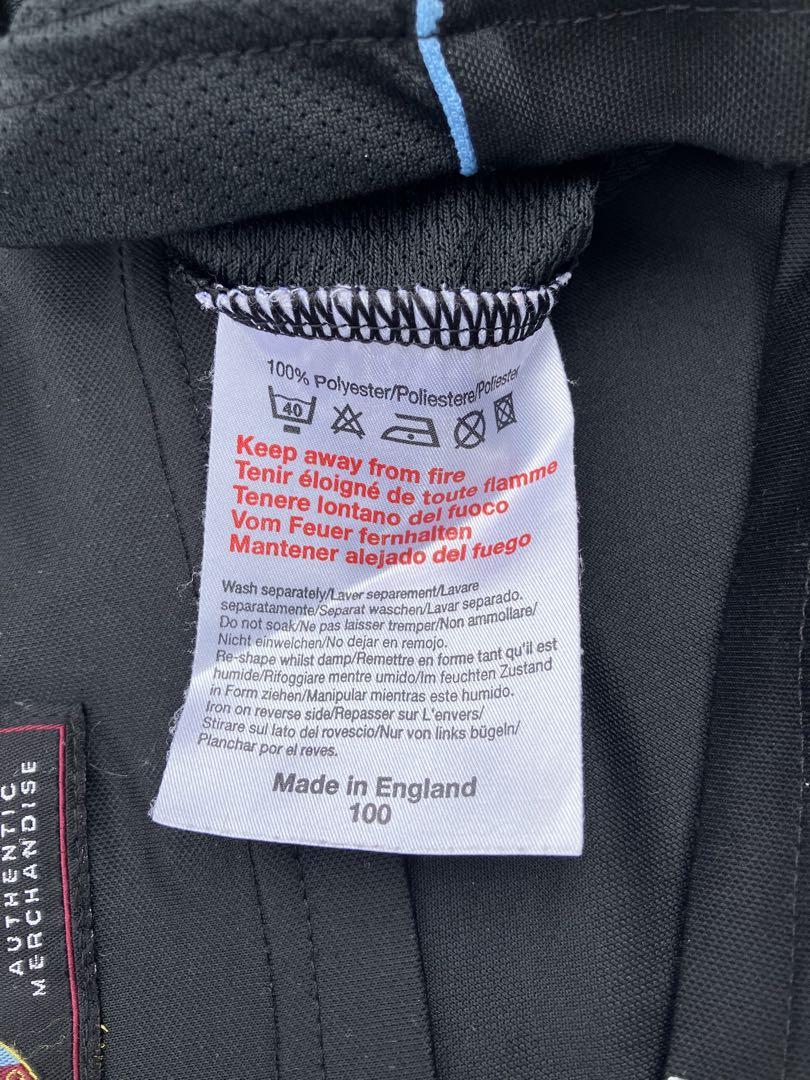 100% Polyester/Poliestere/Poliester
40
Keep away from fire
Tenir éloigné de toute flamme
Tenere lontano del fuoco
Vom Feuer fernhalten
Mantener alejado del fuego
Wash separately/Laver separement/Lavare
separatamente/Separat waschen/Lavar separado.
Do not soak/Ne pas laisser tremper/Non ammollare/
Nicht einweichen/No dejar en remojo.
Re-shape whilst damp/Remettre en forme tant qu'il est
humide/Rifoggiare mentre umido/Im feuchten Zustand
in Form ziehen/Manipular mientras este humido.
Iron on reverse side/Repasser sur L'envers/
Stirare sul lato del rovescio/Nur von links bügeln/
Planchar por el reves.
Made in England
100
AUTHENTIC
MERCHANDISE